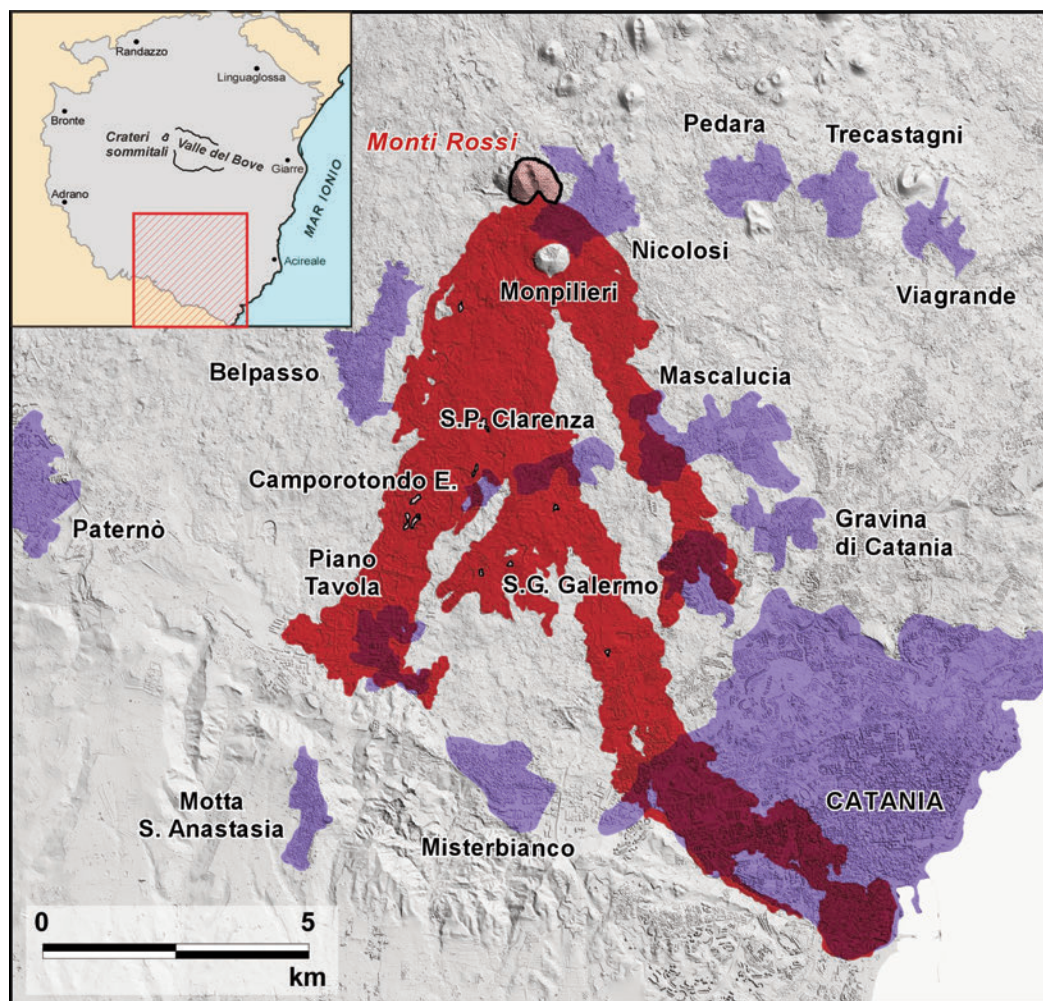 Randazzo
Linguaglossa
Bronte
Crateri
sommitali
Valle del Bove
Giarre
Adrano
MAR IONIO
Acireale
Monti Rossi
Pedara
Trecastagni
Nicolosi
Monpilieri
Viagrande
Belpasso
Mascalucia
S.P. Clarenza
Camporotondo E.
Paternò
Gravina
di Catania
Piano
Tavola
S.G. Galermo
CATANIA
Motta
S. Anastasia
Misterbianco
0 5
km